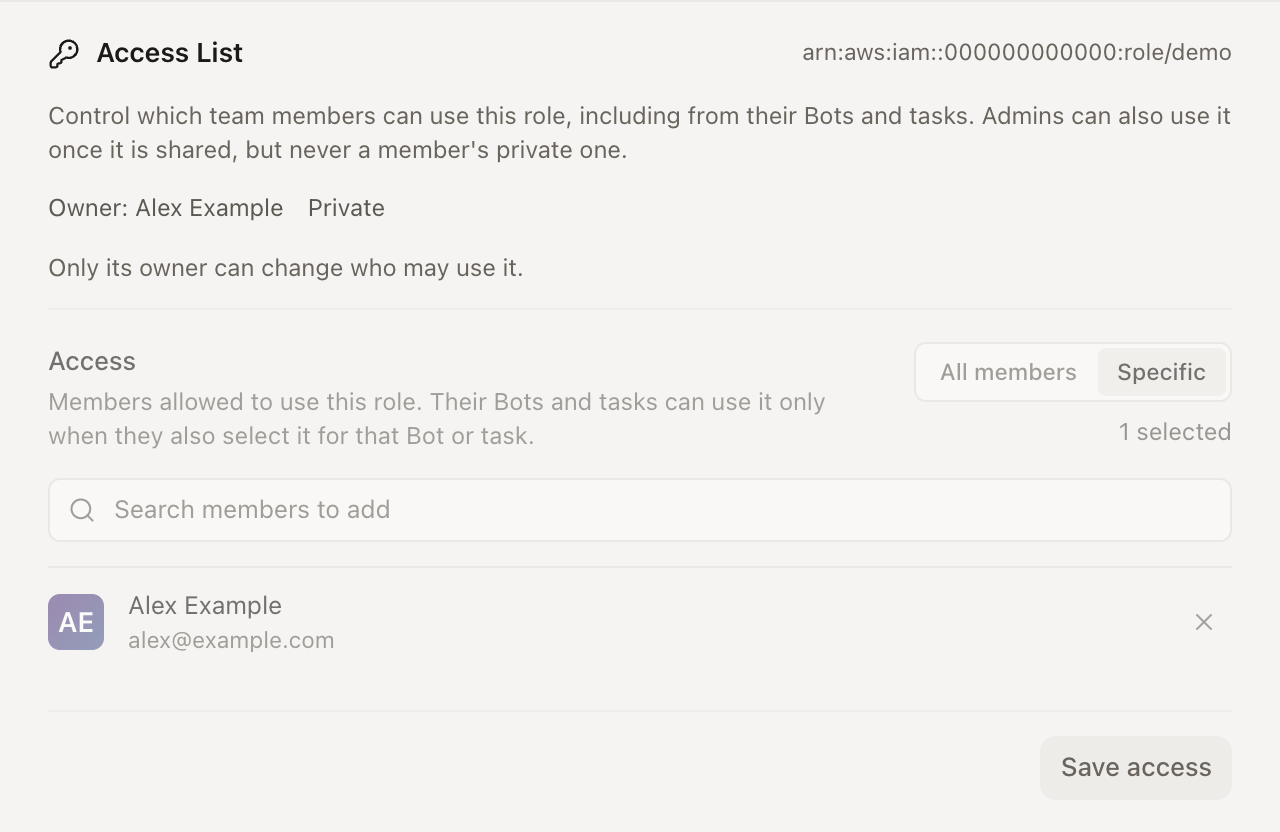 Access List
arn:aws:iam::000000000000:role/demo
Control which team members can use this role, including from their Bots and tasks. Admins can also use it
once it is shared, but never a member's private one.
Owner: Alex Example Private
Only its owner can change who may use it.
Access
All members Specific
Members allowed to use this role. Their Bots and tasks can use it only
when they also select it for that Bot or task.
1 selected
Search members to add
AE
Alex Example
alex@example.com
Save access